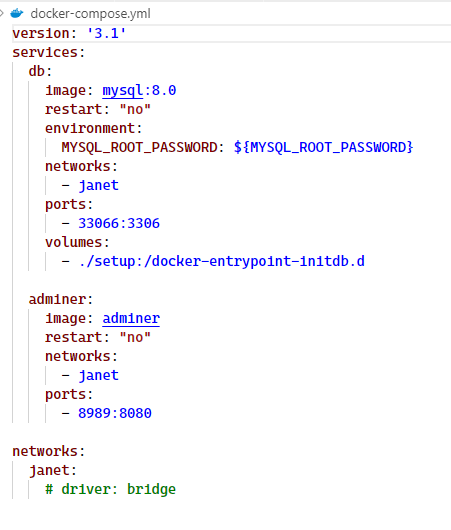 docker-compose.yml
version: '3.1'
services:
  db:
    image: mysql:8.0
    restart: "no"
    environment:
      MYSQL_ROOT_PASSWORD: ${MYSQL_ROOT_PASSWORD}
    networks:
      - janet
    ports:
      - 33066:3306
    volumes:
      - ./setup:/docker-entrypoint-initdb.d

  adminer:
    image: adminer
    restart: "no"
    networks:
      - janet
    ports:
      - 8989:8080

networks:
  janet:
    # driver: bridge